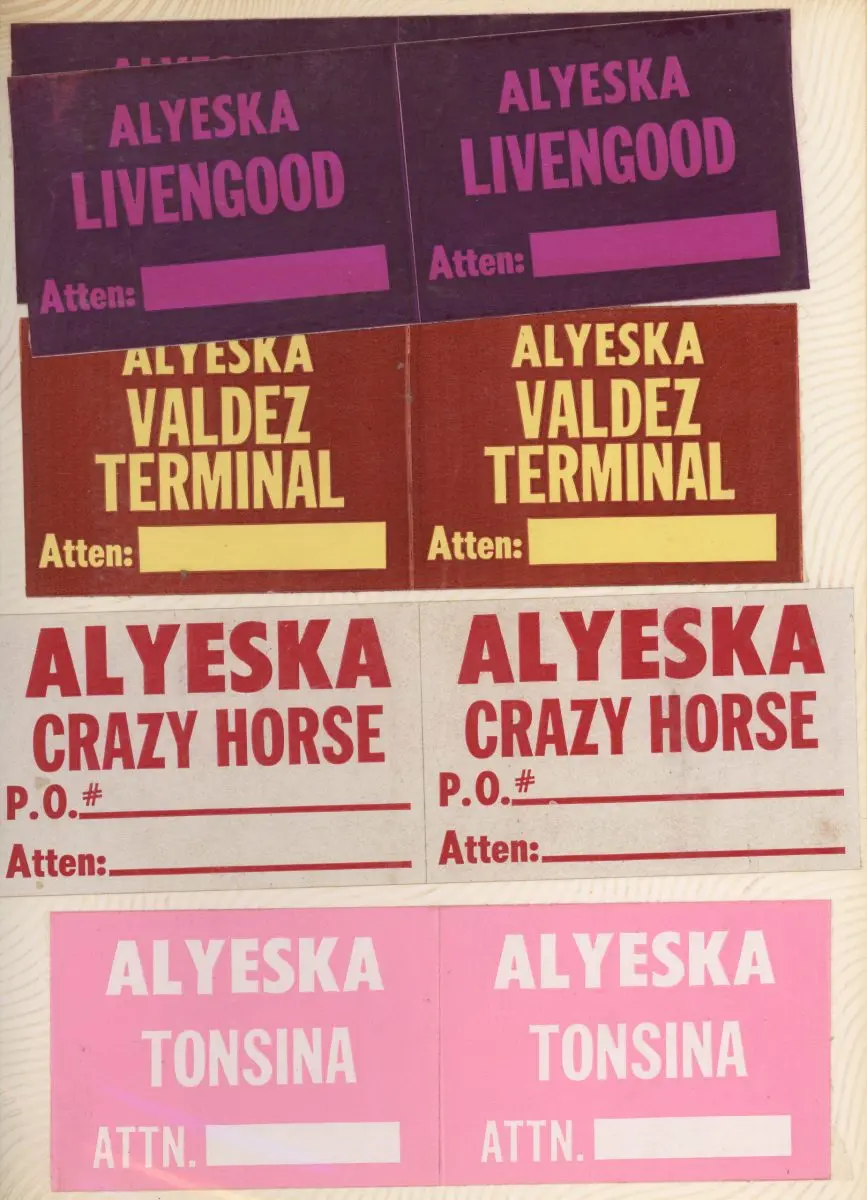 ALYESKA
LIVENGOOD
Atten:
ALYESKA
LIVENGOOD
Atten:
ALYESKA
VALDEZ
TERMINAL
Atten:
ALYESKA
VALDEZ
TERMINAL
Atten:
ALYESKA
CRAZY HORSE
P.O.#
Atten:
ALYESKA
CRAZY HORSE
P.O.#
Atten:
ALYESKA
TONSINA
ATTN.
ALYESKA
TONSINA
ATTN.